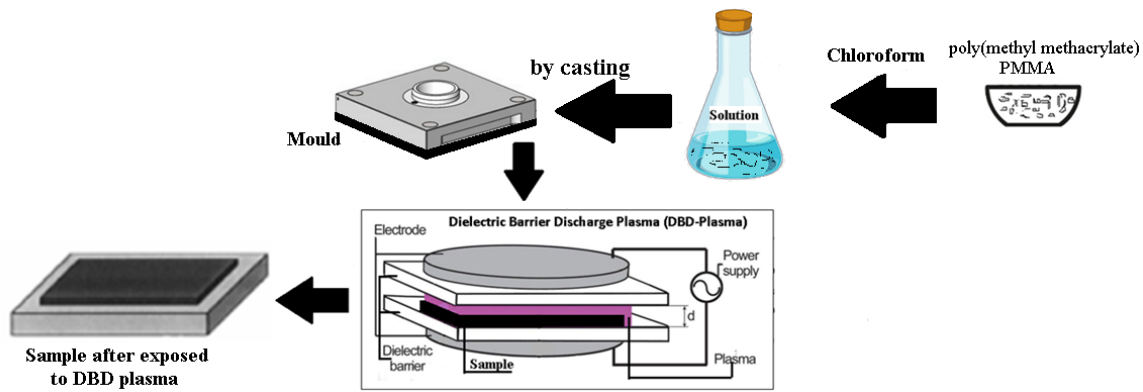 poly(methyl methacrylate)
PMMA
Chloroform
Solution
by casting
Mould
Dielectric Barrier Discharge Plasma (DBD-Plasma)
Electrode
Power
supply
d
Dielectric
barrier
Sample
Plasma
Sample after exposed
to DBD plasma